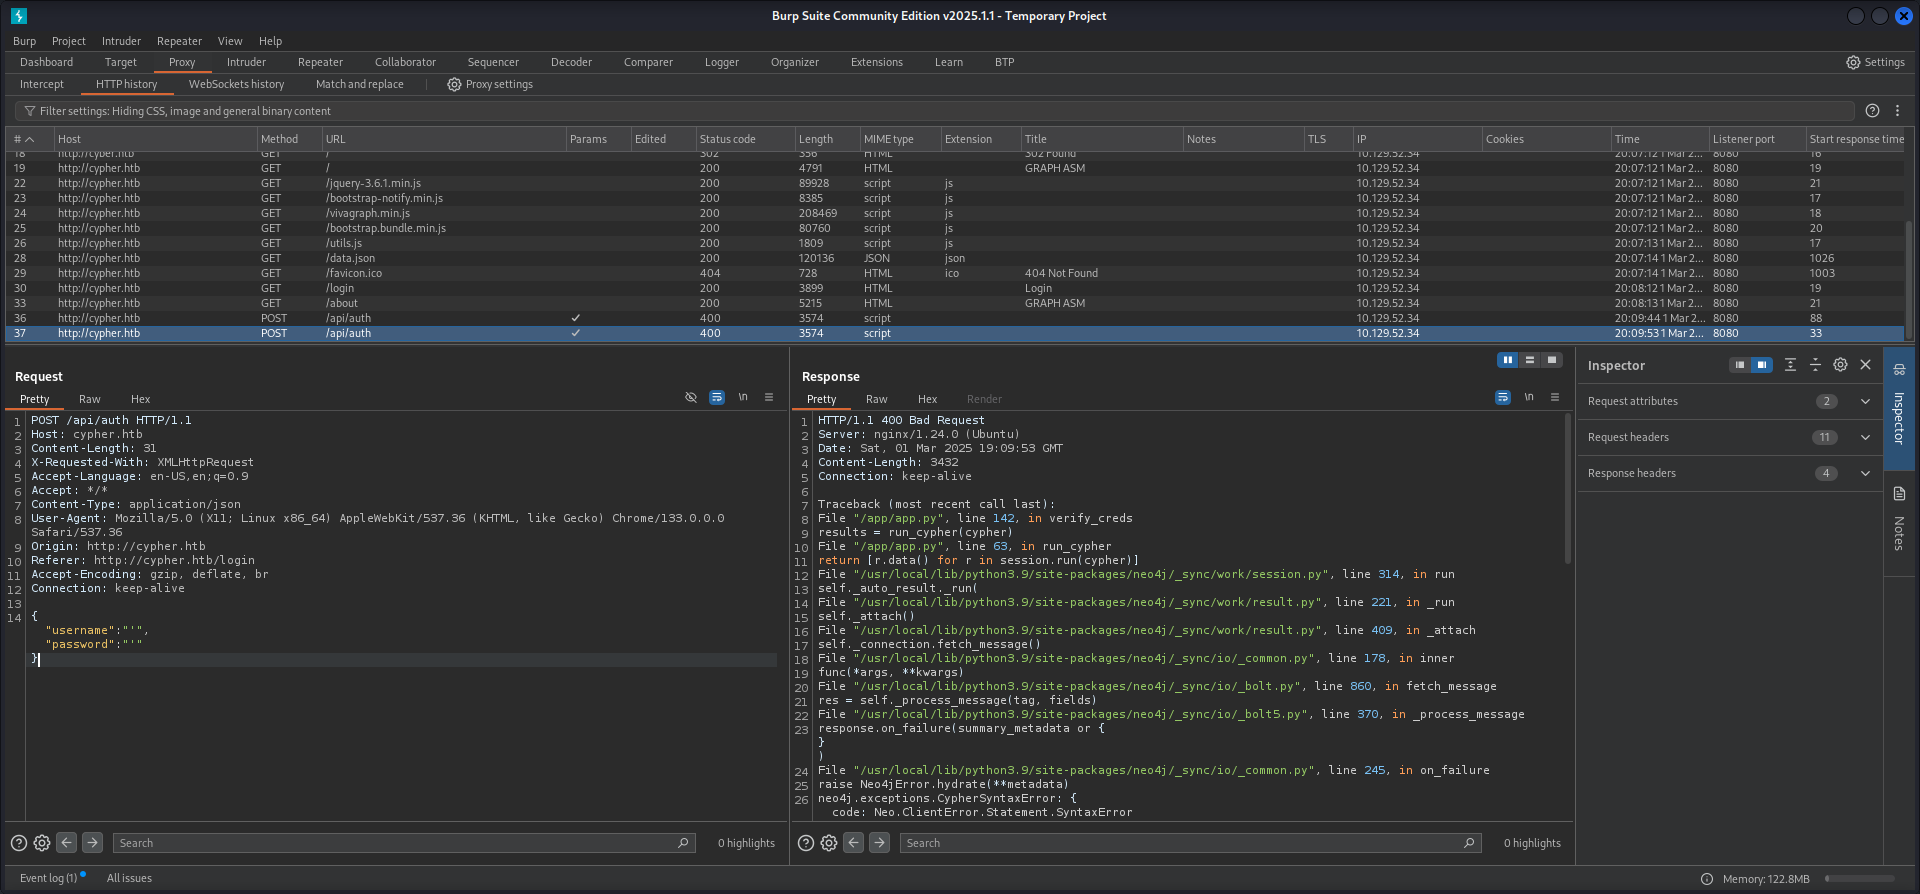 Burp Suite Community Edition v2025.1.1 - Temporary Project
Burp Project Intruder Repeater View Help
Dashboard Target Proxy Intruder Repeater Collaborator Sequencer Decoder Comparer Logger Organizer Extensions Learn BTP Settings
Intercept HTTP history WebSockets history Match and replace Proxy settings
Filter settings: Hiding CSS, image and general binary content
# Host Method URL Params Edited Status code Length MIME type Extension Title Notes TLS IP Cookies Time Listener port Start response time
18 http://cyber.htb GET / 302 356 HTML 302 Found 10.129.52.34 20:07:12 1 Mar 2... 8080 16
19 http://cypher.htb GET / 200 4791 HTML GRAPH ASM 10.129.52.34 20:07:12 1 Mar 2... 8080 19
22 http://cypher.htb GET /jquery-3.6.1.min.js 200 89928 script js 10.129.52.34 20:07:12 1 Mar 2... 8080 21
23 http://cypher.htb GET /bootstrap-notify.min.js 200 8385 script js 10.129.52.34 20:07:12 1 Mar 2... 8080 17
24 http://cypher.htb GET /vivagraph.min.js 200 208469 script js 10.129.52.34 20:07:12 1 Mar 2... 8080 18
25 http://cypher.htb GET /bootstrap.bundle.min.js 200 80760 script js 10.129.52.34 20:07:12 1 Mar 2... 8080 20
26 http://cypher.htb GET /utils.js 200 1809 script js 10.129.52.34 20:07:13 1 Mar 2... 8080 17
28 http://cypher.htb GET /data.json 200 120136 JSON json 10.129.52.34 20:07:14 1 Mar 2... 8080 1026
29 http://cypher.htb GET /favicon.ico 404 728 HTML ico 404 Not Found 10.129.52.34 20:07:14 1 Mar 2... 8080 1003
30 http://cypher.htb GET /login 200 3899 HTML Login 10.129.52.34 20:08:12 1 Mar 2... 8080 19
33 http://cypher.htb GET /about 200 5215 HTML GRAPH ASM 10.129.52.34 20:08:13 1 Mar 2... 8080 21
36 http://cypher.htb POST /api/auth ✓ 400 3574 script 10.129.52.34 20:09:44 1 Mar 2... 8080 88
37 http://cypher.htb POST /api/auth ✓ 400 3574 script 10.129.52.34 20:09:53 1 Mar 2... 8080 33
Request
Pretty Raw Hex \n
1 POST /api/auth HTTP/1.1
2 Host: cypher.htb
3 Content-Length: 31
4 X-Requested-With: XMLHttpRequest
5 Accept-Language: en-US,en;q=0.9
6 Accept: */*
7 Content-Type: application/json
8 User-Agent: Mozilla/5.0 (X11; Linux x86_64) AppleWebKit/537.36 (KHTML, like Gecko) Chrome/133.0.0.0
Safari/537.36
9 Origin: http://cypher.htb
10 Referer: http://cypher.htb/login
11 Accept-Encoding: gzip, deflate, br
12 Connection: keep-alive
13
14 {
"username":"'",
"password":"'"
}
Search 0 highlights
Response
Pretty Raw Hex Render \n
1 HTTP/1.1 400 Bad Request
2 Server: nginx/1.24.0 (Ubuntu)
3 Date: Sat, 01 Mar 2025 19:09:53 GMT
4 Content-Length: 3432
5 Connection: keep-alive
6
7 Traceback (most recent call last):
8 File "/app/app.py", line 142, in verify_creds
9 results = run_cypher(cypher)
10 File "/app/app.py", line 63, in run_cypher
11 return [r.data() for r in session.run(cypher)]
12 File "/usr/local/lib/python3.9/site-packages/neo4j/_sync/work/session.py", line 314, in run
13 self._auto_result._run(
14 File "/usr/local/lib/python3.9/site-packages/neo4j/_sync/work/result.py", line 221, in _run
15 self._attach()
16 File "/usr/local/lib/python3.9/site-packages/neo4j/_sync/work/result.py", line 409, in _attach
17 self._connection.fetch_message()
18 File "/usr/local/lib/python3.9/site-packages/neo4j/_sync/io/_common.py", line 178, in inner
19 func(*args, **kwargs)
20 File "/usr/local/lib/python3.9/site-packages/neo4j/_sync/io/_bolt.py", line 860, in fetch_message
21 res = self._process_message(tag, fields)
22 File "/usr/local/lib/python3.9/site-packages/neo4j/_sync/io/_bolt5.py", line 370, in _process_message
23 response.on_failure(summary_metadata or {
}
)
24 File "/usr/local/lib/python3.9/site-packages/neo4j/_sync/io/_common.py", line 245, in on_failure
25 raise Neo4jError.hydrate(**metadata)
26 neo4j.exceptions.CypherSyntaxError: {
code: Neo.ClientError.Statement.SyntaxError
Search 0 highlights
Inspector
Request attributes 2
Request headers 11
Response headers 4
Inspector
Notes
Event log (1) All issues
Memory: 122.8MB